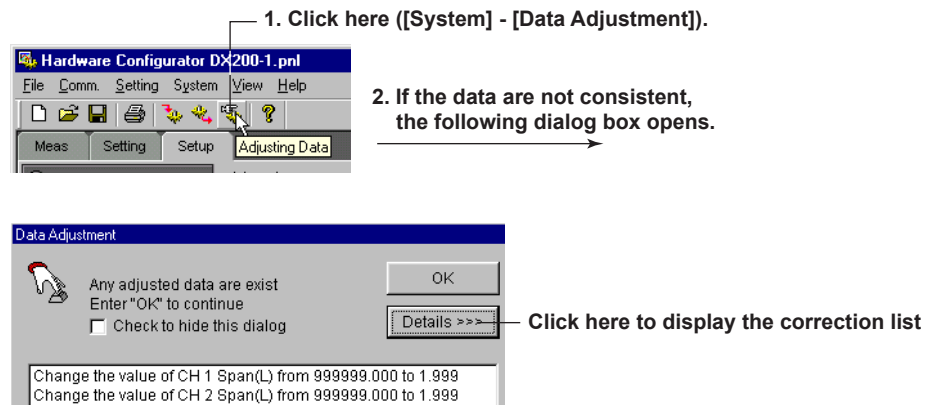 1. Click here ([System] - [Data Adjustment]).
Hardware Configurator DX200-1.pnl
File Comm. Setting System View Help
2. If the data are not consistent,
the following dialog box opens.
Meas Setting Setup Adjusting Data
Data Adjustment
Any adjusted data are exist
Enter "OK" to continue
Check to hide this dialog
OK
Details >>>
Click here to display the correction list
Change the value of CH 1 Span(L) from 999999.000 to 1.999
Change the value of CH 2 Span(L) from 999999.000 to 1.999